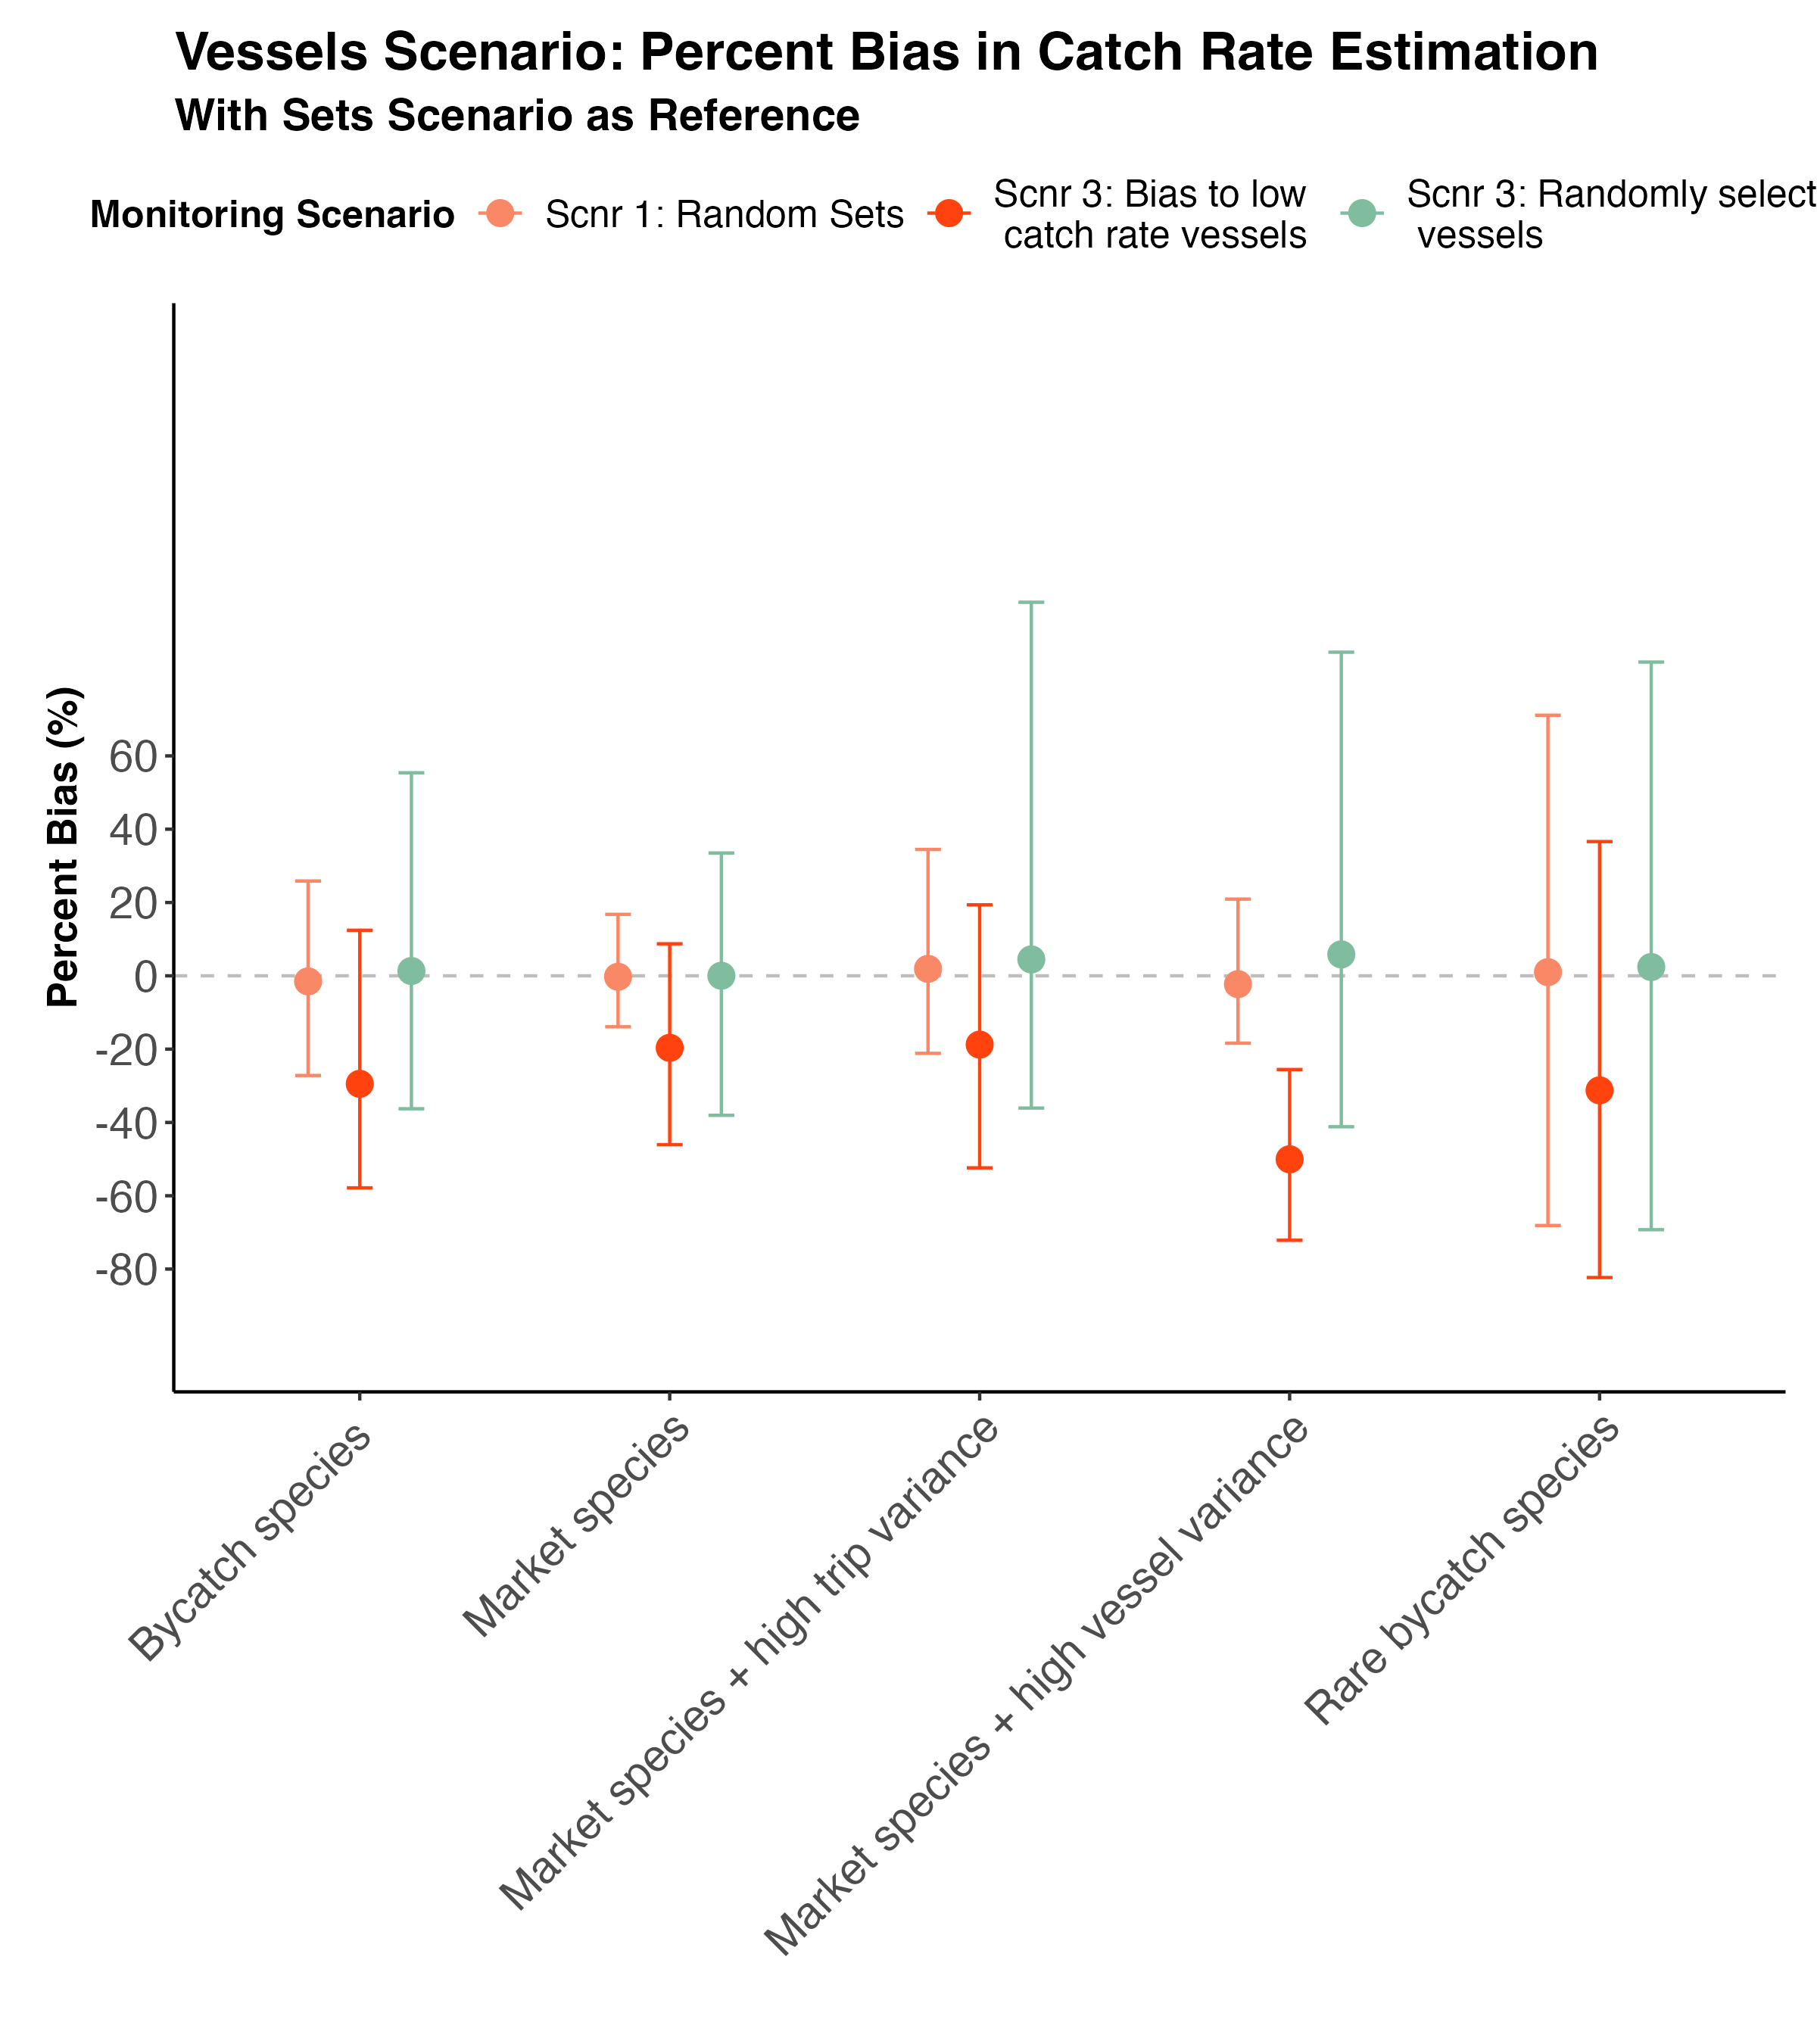 Vessels Scenario: Percent Bias in Catch Rate Estimation
With Sets Scenario as Reference
Monitoring Scenario
Scnr 1: Random Sets
Scnr 3: Bias to low
catch rate vessels
Scnr 3: Randomly select
vessels
Percent Bias (%)
60
40
20
0
-20
-40
-60
-80
Bycatch species
Market species
Market species + high trip variance
Market species + high vessel variance
Rare bycatch species